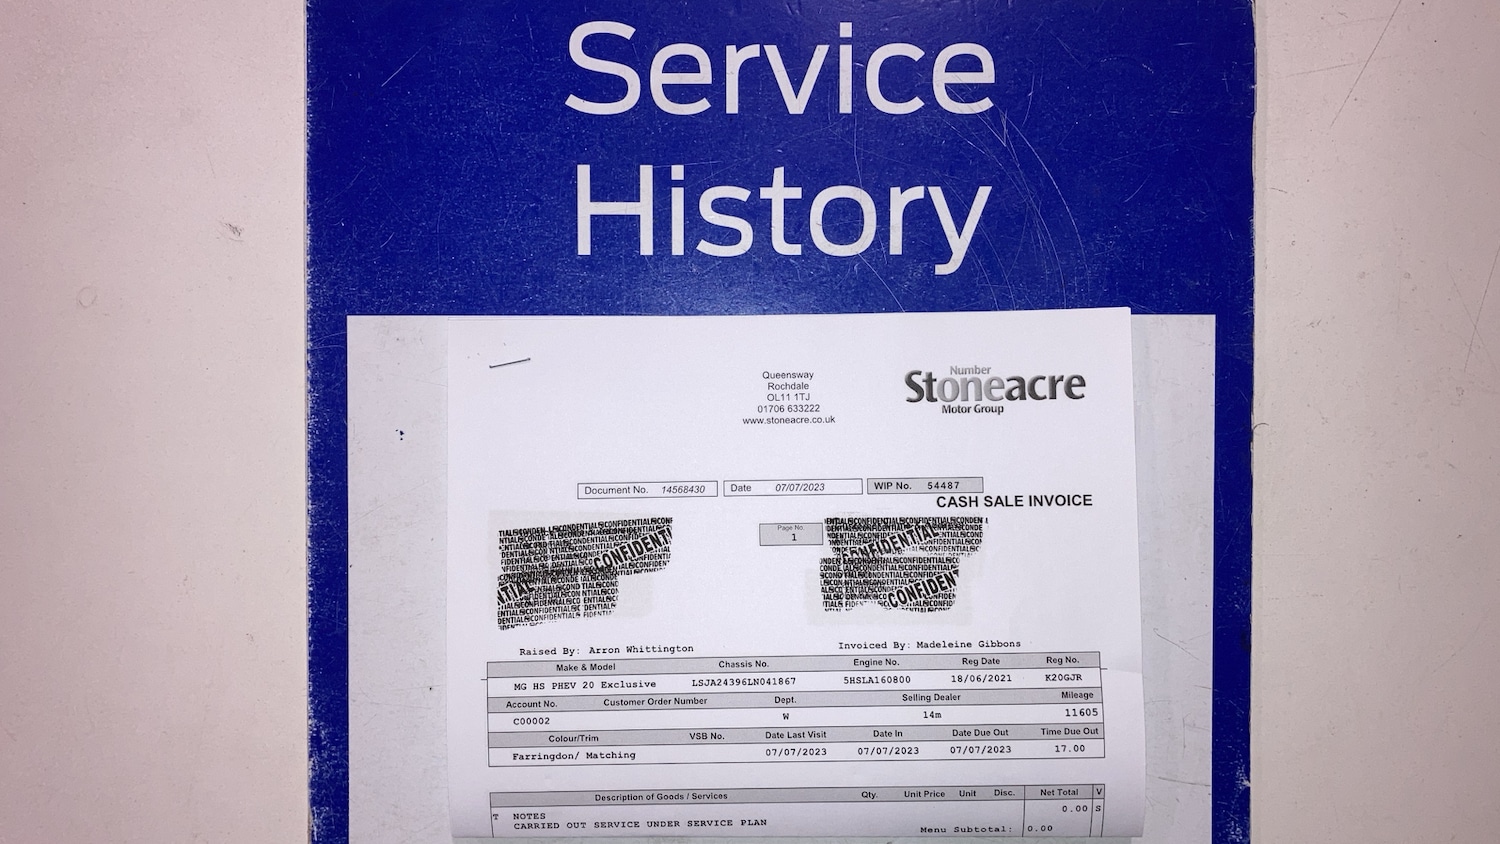 Service
History
Queensway
Rochdale
OL11 1TJ
01706 633222
www.stoneacre.co.uk
Number
Stoneacre
Motor Group
Document No. 14568430 Date 07/07/2023 WIP No. 54487
CASH SALE INVOICE
Page No.
1
CONFIDENTIAL
CONFIDENT
Raised By: Arron Whittington Invoiced By: Madeleine Gibbons
Make & Model Chassis No. Engine No. Reg Date Reg No.
MG HS PHEV 20 Exclusive LSJA24396LN041867 5HSLA160800 18/06/2021 K20GJR
Account No. Customer Order Number Dept. Selling Dealer Mileage
C00002 W 14m 11605
Colour/Trim VSB No. Date Last Visit Date In Date Due Out Time Due Out
Farringdon/ Matching 07/07/2023 07/07/2023 07/07/2023 17.00
Description of Goods / Services Qty. Unit Price Unit Disc. Net Total V
T NOTES 0.00 S
CARRIED OUT SERVICE UNDER SERVICE PLAN
Menu Subtotal: 0.00